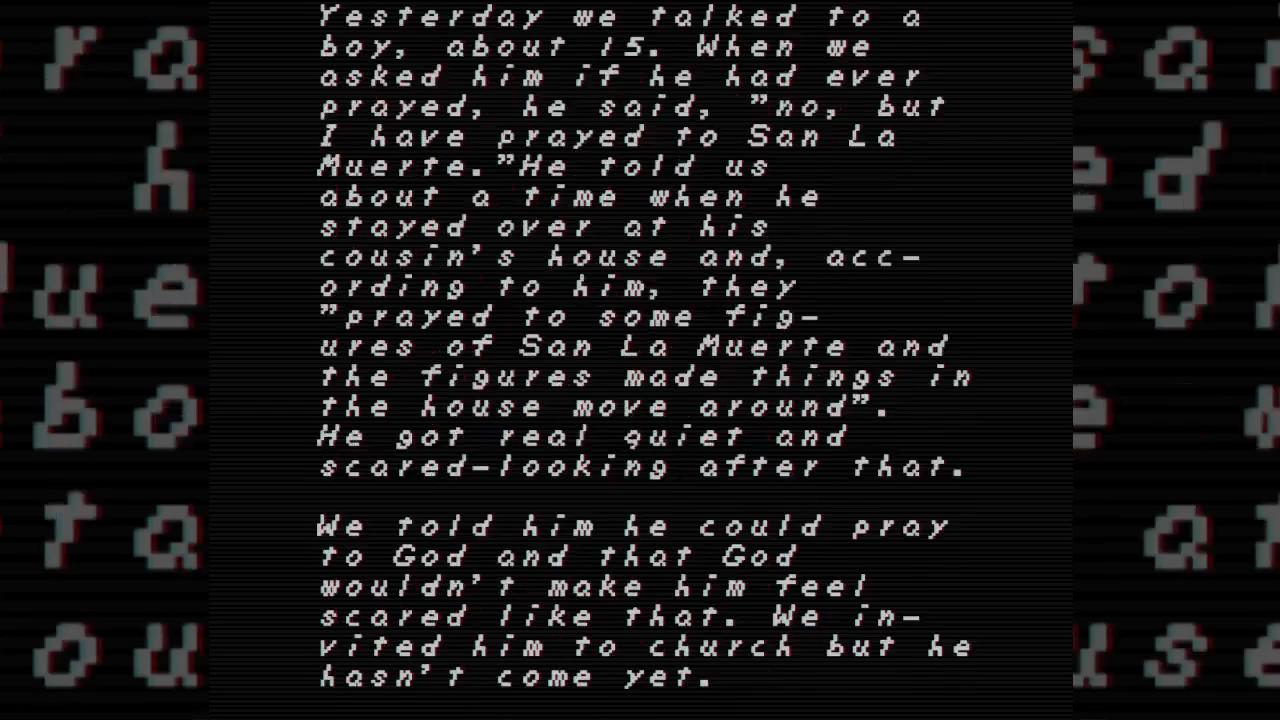 Yesterday we talked to a
boy, about 15. When we
asked him if he had ever
prayed, he said, "no, but
I have prayed to San La
Muerte."He told us
about a time when he
stayed over at his
cousin's house and, acc-
ording to him, they
"prayed to some fig-
ures of San La Muerte and
the figures made things in
the house move around".
He got real quiet and
scared-looking after that.
We told him he could pray
to God and that God
wouldn't make him feel
scared like that. We in-
vited him to church but he
hasn't come yet.